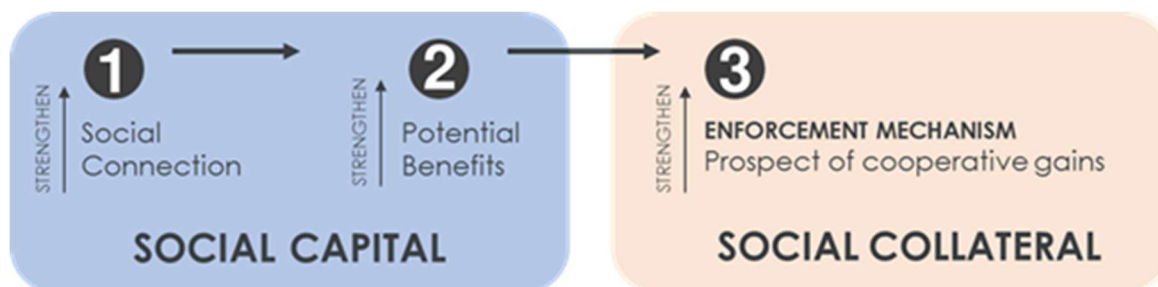 1
STRENGTHEN
Social
Connection
2
STRENGTHEN
Potential
Benefits
SOCIAL CAPITAL
3
STRENGTHEN
ENFORCEMENT MECHANISM
Prospect of cooperative gains
SOCIAL COLLATERAL